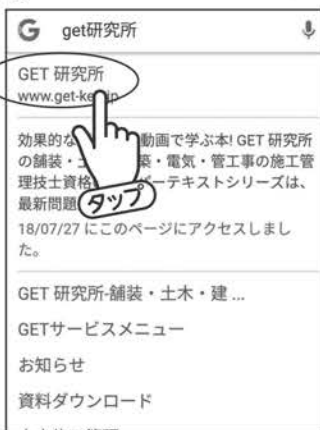 G get研究所
GET 研究所
www.get-ke jp
効果的な 動画で学ぶ本! GET 研究所
の舗装・ 築・電気・管工事の施工管
理技士資格 ーテキストシリーズは、
最新問題
タップ
18/07/27 にこのページにアクセスしまし
た。
GET 研究所-舗装・土木・建 ...
GETサービスメニュー
お知らせ
資料ダウンロード